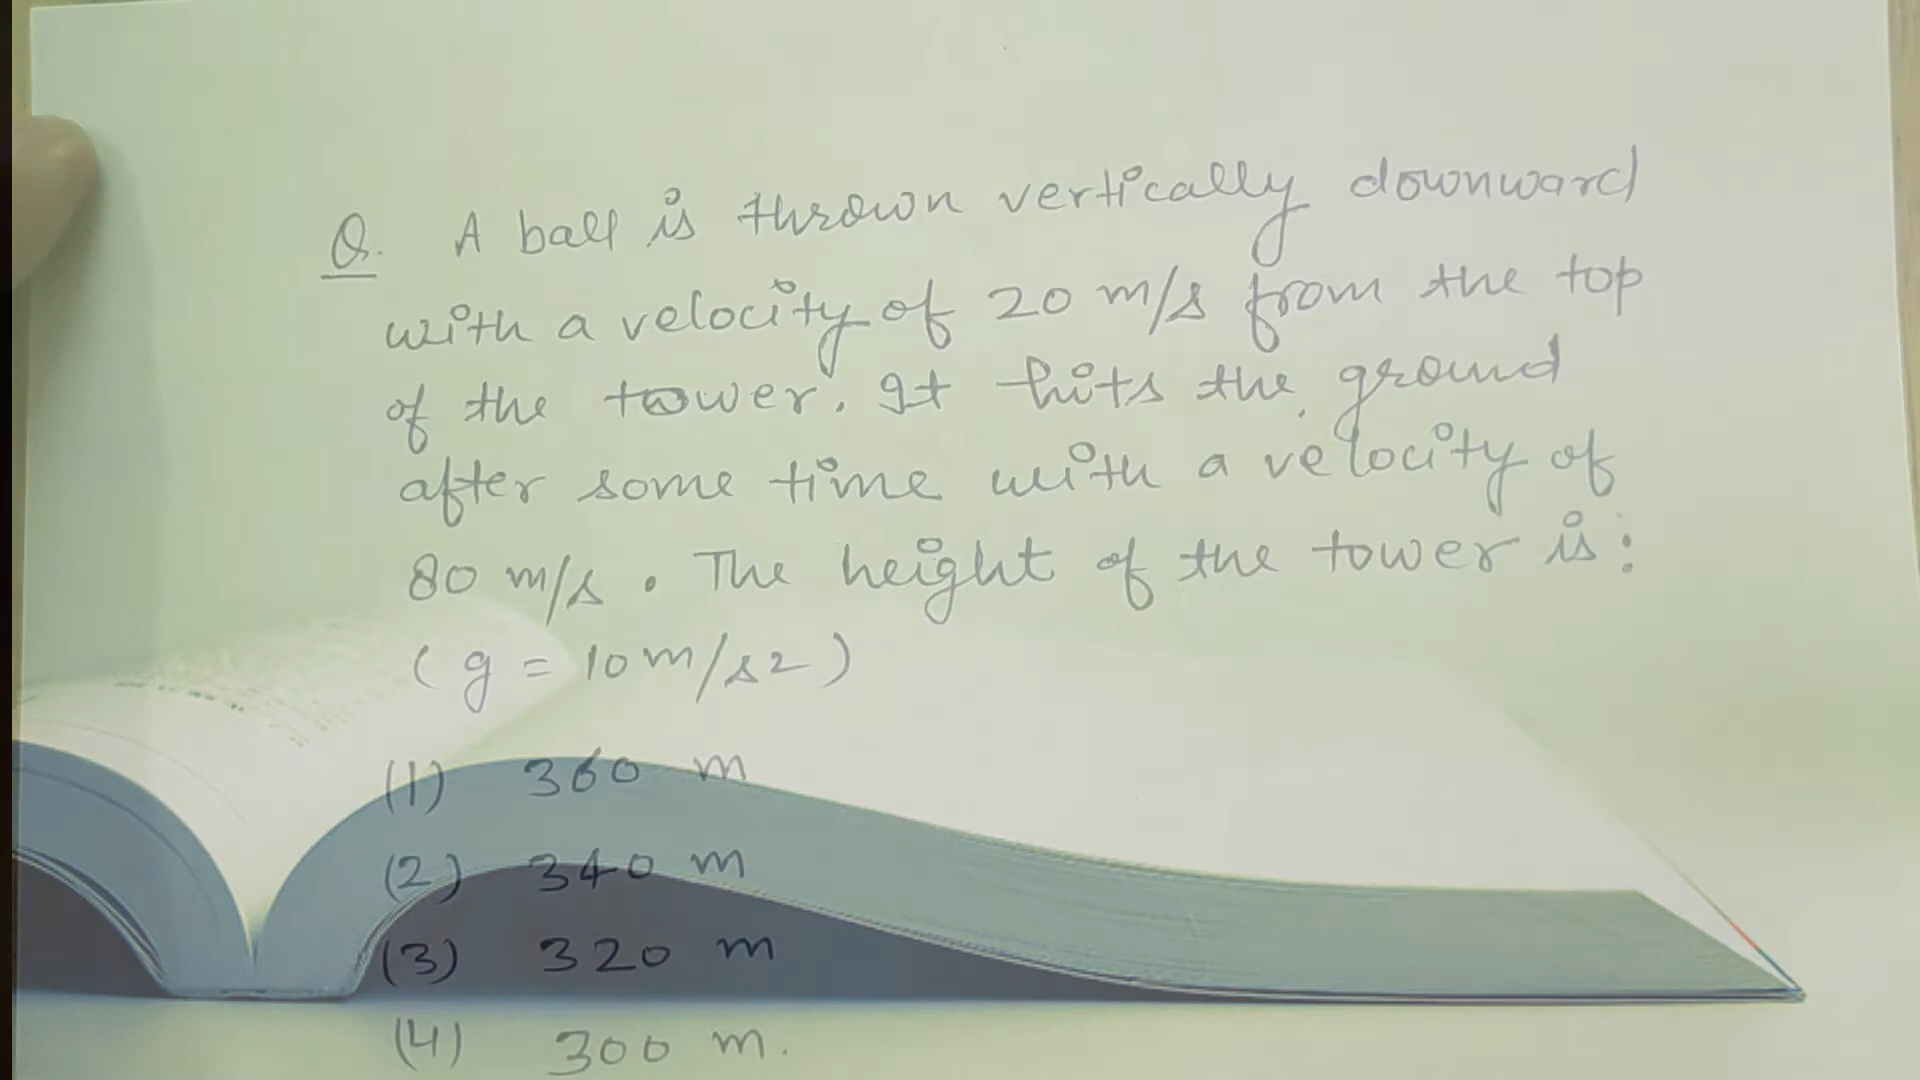 Q. A ball is thrown vertically downward
with a velocity of 20 m/s from the top
of the tower. It hits the ground
after some time with a velocity of
80 m/s. The height of the tower is:
(g = 10 m/s2)
(1) 360 m
(2) 340 m
(3) 320 m
(4) 300 m.